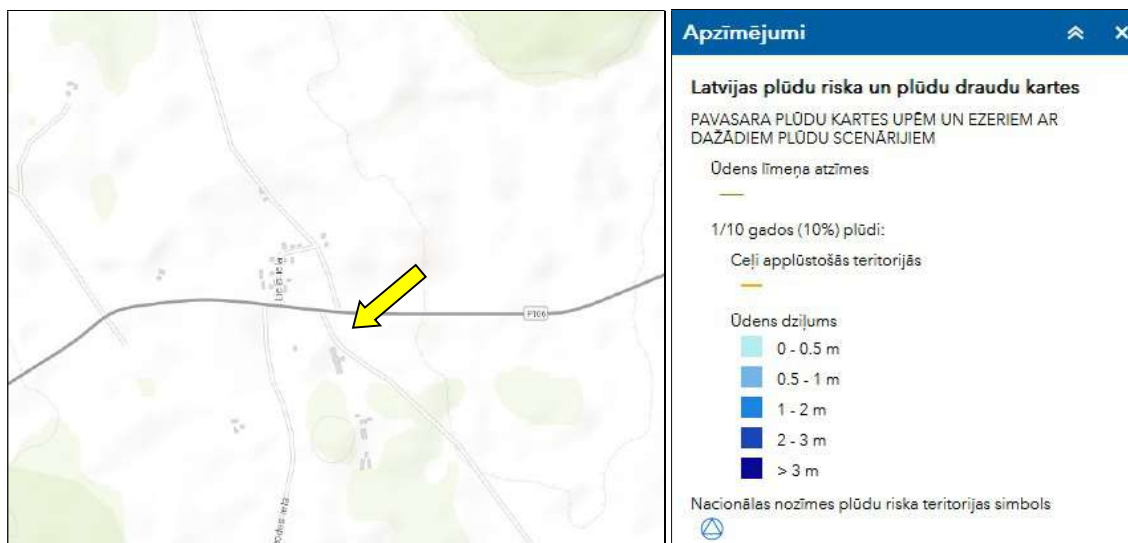 Liepu iela
P106
Apzīmējumi
Latvijas plūdu riska un plūdu draudu kartes
PAVASARA PLŪDU KARTES UPĒM UN EZERIEM AR
DAŽĀDIEM PLŪDU SCENĀRIJIEM
Ūdens līmeņa atzīmes
1/10 gados (10%) plūdi:
Ceļi applūstošās teritorijās
Ūdens dziļums
0 - 0.5 m
0.5 - 1 m
1 - 2 m
2 - 3 m
> 3 m
Nacionālas nozīmes plūdu riska teritorijas simbols